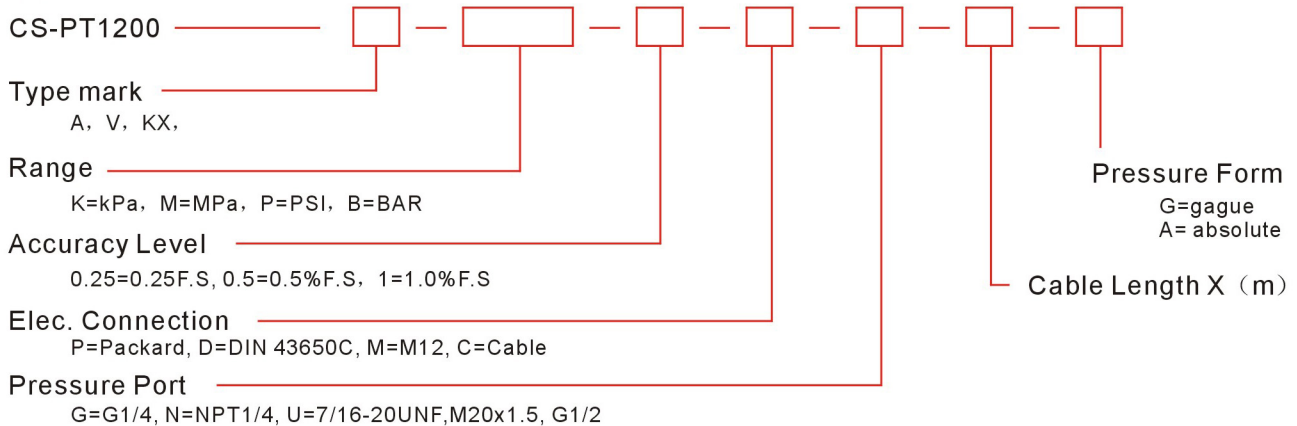 CS-PT1200
Type mark
A，V，KX，
Range
K=kPa，M=MPa，P=PSI，B=BAR
Accuracy Level
0.25=0.25F.S, 0.5=0.5%F.S，1=1.0%F.S
Elec. Connection
P=Packard, D=DIN 43650C, M=M12, C=Cable
Pressure Port
G=G1/4, N=NPT1/4, U=7/16-20UNF,M20x1.5, G1/2
Pressure Form
G=gague
A= absolute
Cable Length X（m）